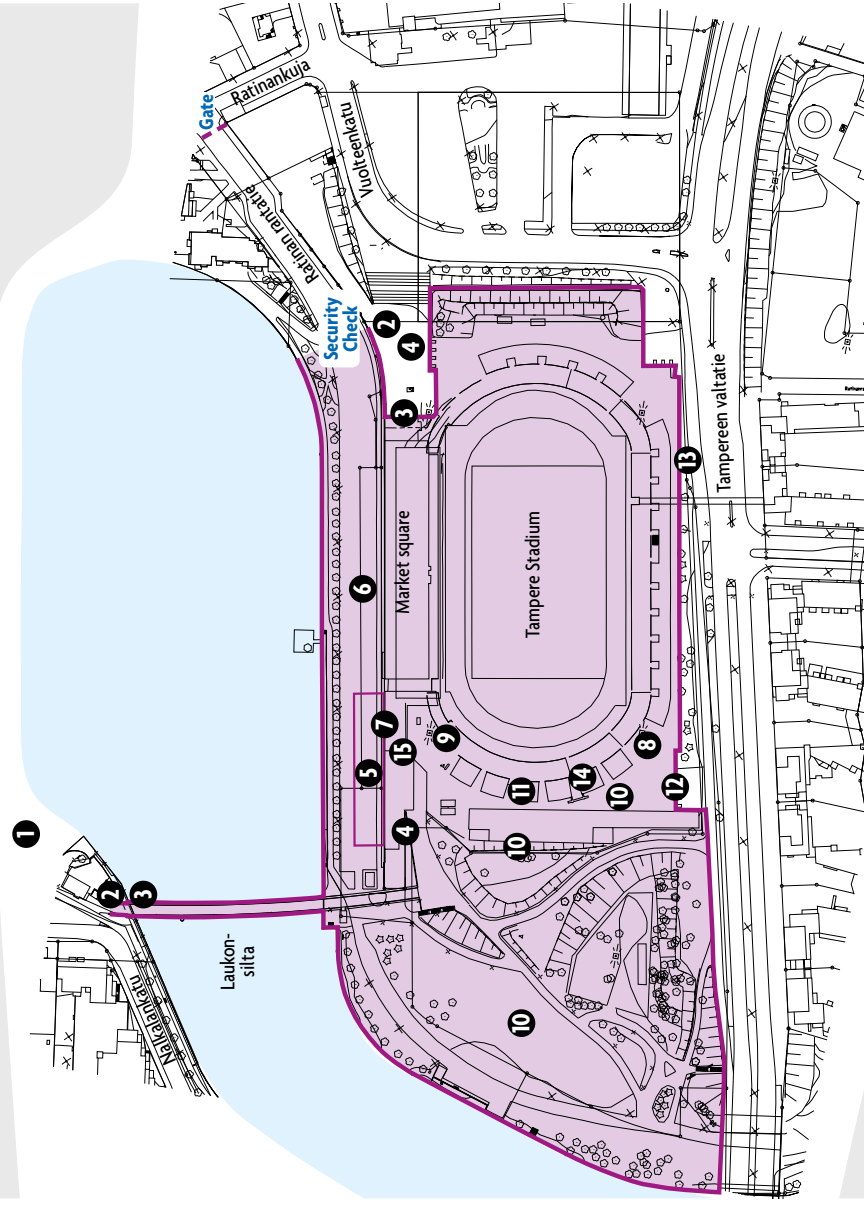 Ratinankuja
Gate
Vuolteenkatu
Ratinan rantatie
Security
Check
2
4
3
13
Tampereen valtatie
Market square
6
Tampere Stadium
7
5
15
9
8
14
11
10
12
4
10
1
2
3
Laukon-
silta
Nalkalankatu
10